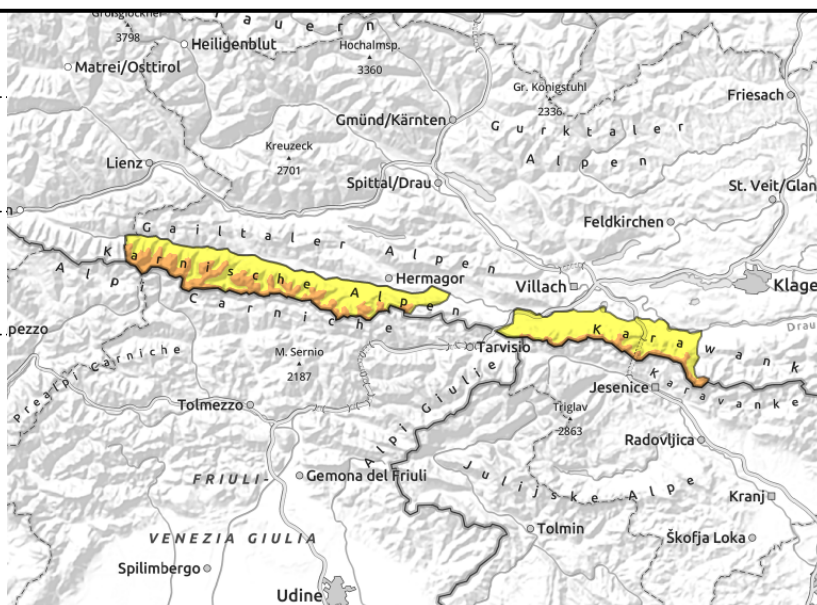 Großglockner
3798
Tauern
Heiligenblut
Hochalmsp.
3360
Matrei/Osttirol
Gr. Königstuhl
2336
Friesach
Gmünd/Kärnten
Gurktaler
Alpen
Kreuzeck
2701
Lienz
Spittal/Drau
St. Veit/Glan
n
Feldkirchen
Gailtaler Alpen
Karnische Alpen
Hermagor
Villach
Klage
Alp
Carniche
Karawank
Drau
pezzo
Tarvisio
M. Sernio
2187
Prealpi Carniche
Jesenice
Karavanke
Tolmezzo
Alpi Giulie
Triglav
2863
Radovljica
FRIULI-
Gemona del Friuli
Julijske Alpe
Kranj
VENEZIA GIULIA
Tolmin
Škofja Loka
Spilimbergo
Udine